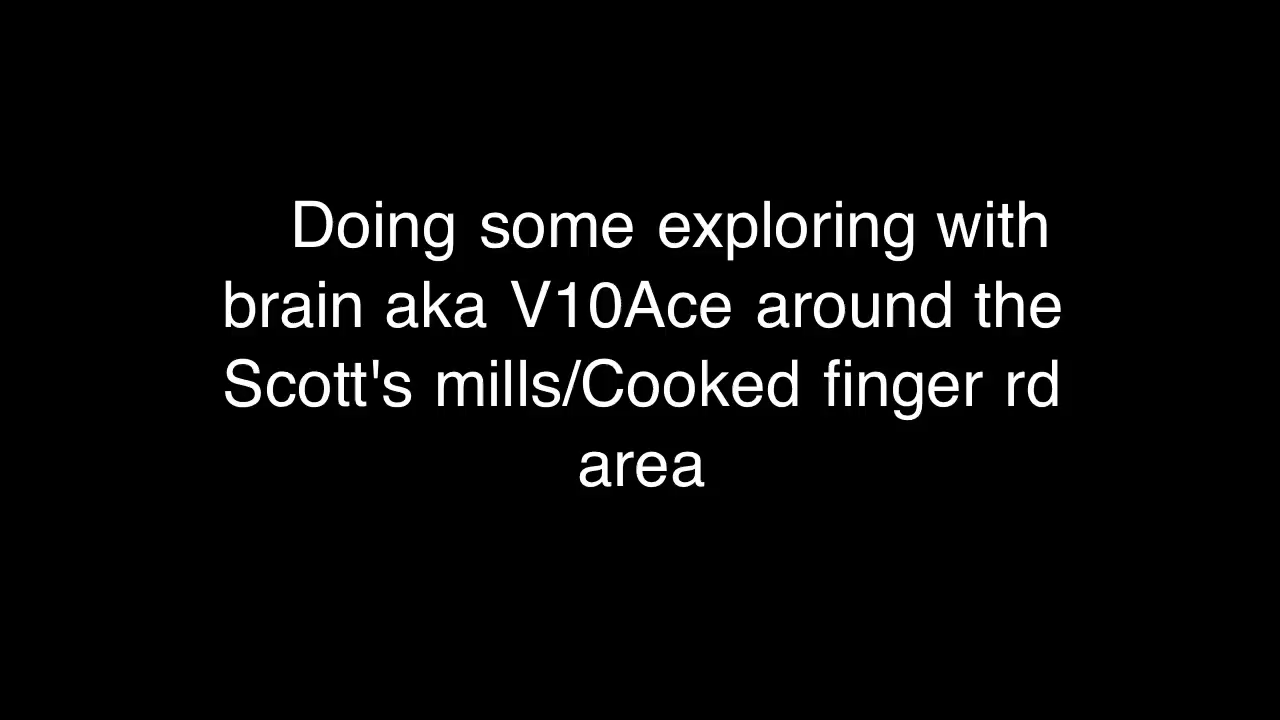 Doing some exploring with
brain aka V10Ace around the
Scott's mills/Cooked finger rd
area